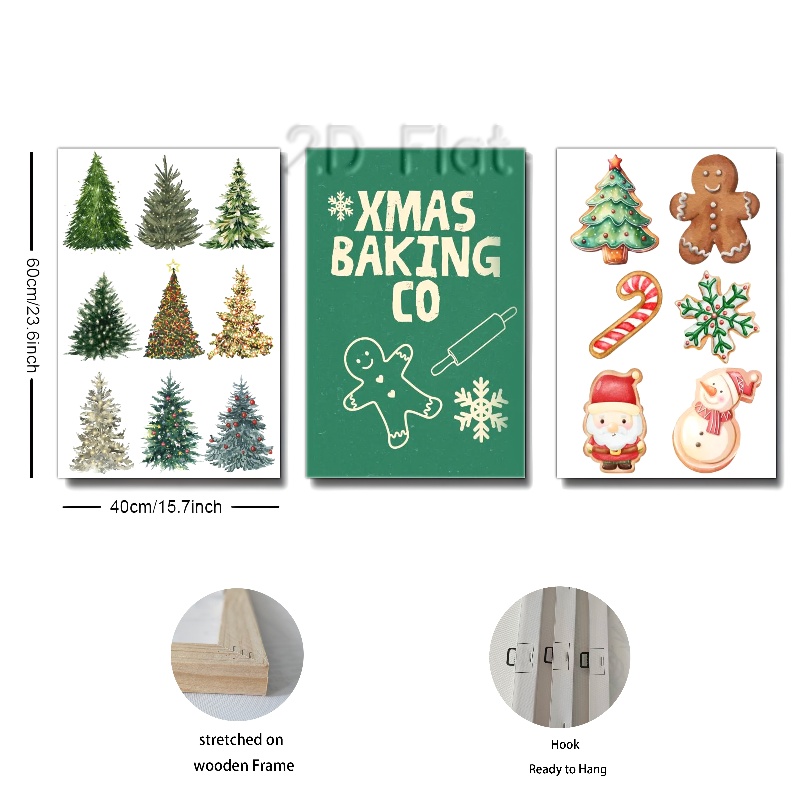 2D Flat
XMAS
BAKING
CO
60cm/23.6inch
40cm/15.7inch
stretched on
wooden Frame
Hook
Ready to Hang